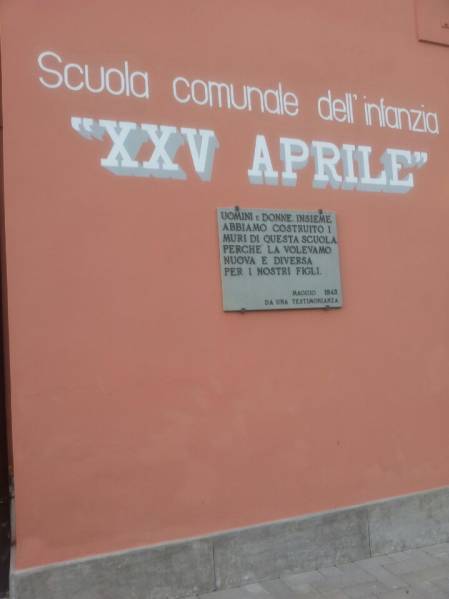 Scuola comunale dell'infanzia
"XXV APRILE"
UOMINI E DONNE INSIEME
ABBIAMO COSTRUITO I
MURI DI QUESTA SCUOLA
PERCHE LA VOLEVAMO
NUOVA E DIVERSA
PER I NOSTRI FIGLI.
MAGGIO 1945
DA UNA TESTIMONIANZA